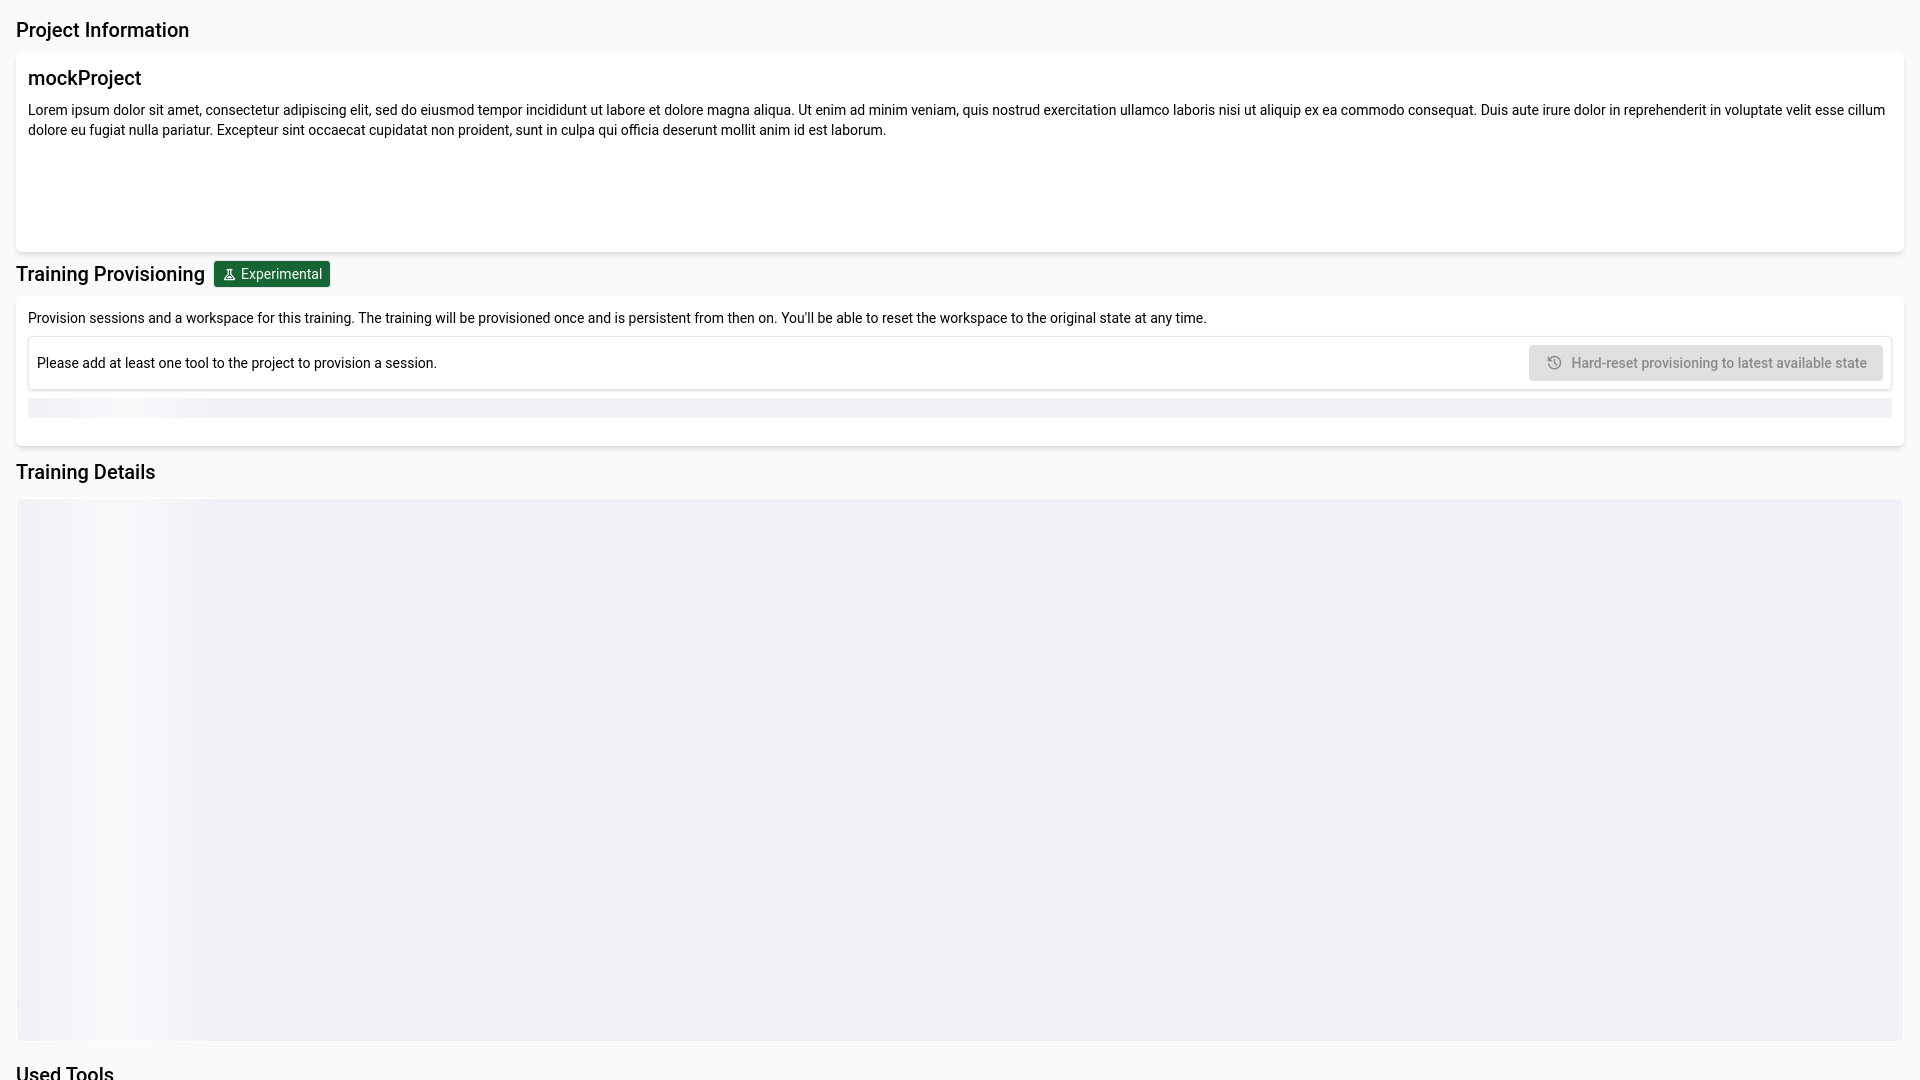 Project Information
mockProject
Lorem ipsum dolor sit amet, consectetur adipiscing elit, sed do eiusmod tempor incididunt ut labore et dolore magna aliqua. Ut enim ad minim veniam, quis nostrud exercitation ullamco laboris nisi ut aliquip ex ea commodo consequat. Duis aute irure dolor in reprehenderit in voluptate velit esse cillum
dolore eu fugiat nulla pariatur. Excepteur sint occaecat cupidatat non proident, sunt in culpa qui officia deserunt mollit anim id est laborum.
Training Provisioning Experimental
Provision sessions and a workspace for this training. The training will be provisioned once and is persistent from then on. You'll be able to reset the workspace to the original state at any time.
Please add at least one tool to the project to provision a session. Hard-reset provisioning to latest available state
Training Details
Used Tools